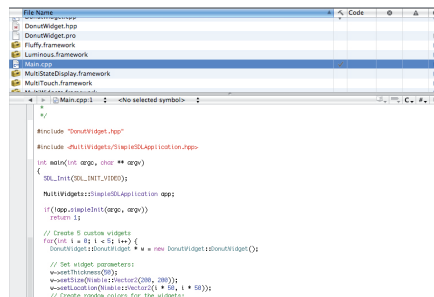 File Name
Code
DonutWidget.cpp
DonutWidget.hpp
DonutWidget.pro
Fluffy.framework
Luminous.framework
Main.cpp
MultiStateDisplay.framework
MultiTouch.framework
MultiWidgets.framework
Main.cpp:1 <No selected symbol> C, #,
*
*/
#include "DonutWidget.hpp"
#include <MultiWidgets/SimpleSDLApplication.hpp>
int main(int argc, char ** argv)
{
SDL_Init(SDL_INIT_VIDEO);
MultiWidgets::SimpleSDLApplication app;
if(!app.simpleInit(argc, argv))
return 1;
// Create 5 custom widgets
for(int i = 0; i < 5; i++) {
DonutWidget::DonutWidget * w = new DonutWidget::DonutWidget();
// Set widget parameters:
w->setThickness(50);
w->setSize(Nimble::Vector2(200, 200));
w->setLocation(Nimble::Vector2(i * 50, i * 50));
// Create random colors for the widgets: